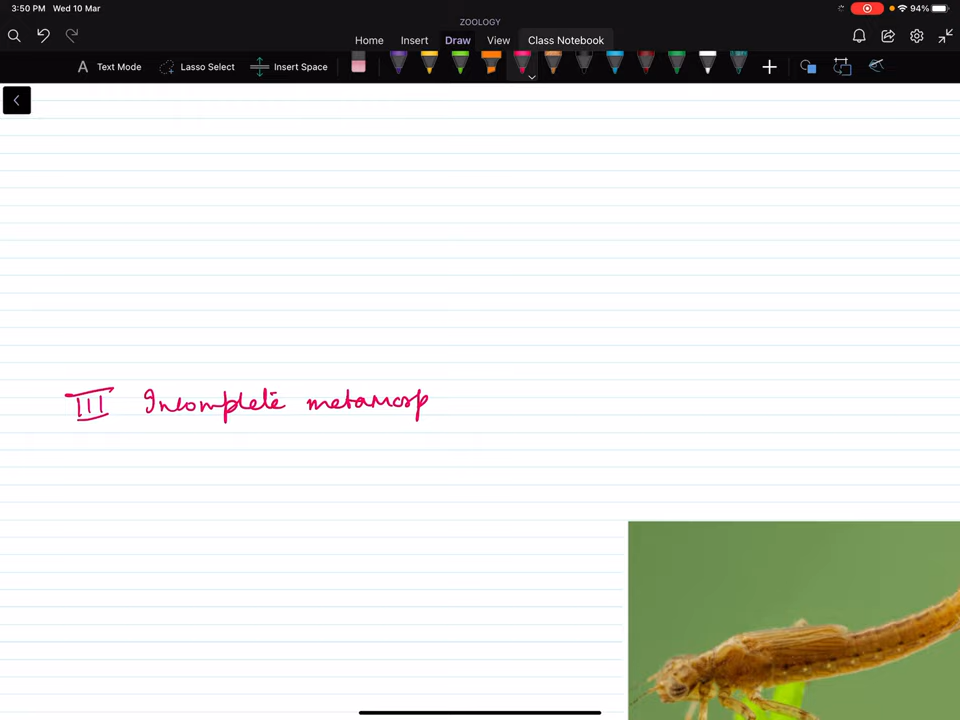 3:50 PM Wed 10 Mar
94%
ZOOLOGY
Home Insert Draw View Class Notebook
A Text Mode Lasso Select Insert Space
III Incomplete metamorp